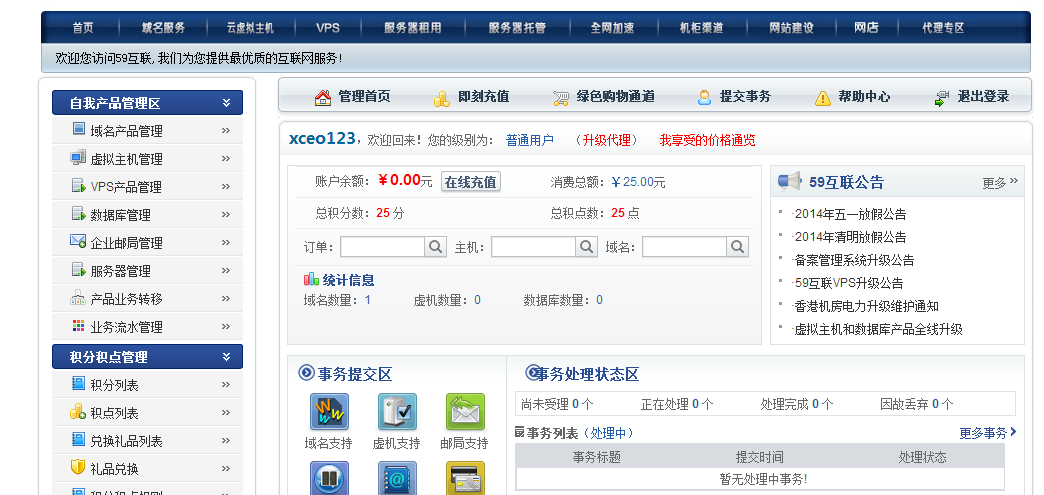 首页 域名服务 云虚拟主机 VPS 服务器租用 服务器托管 全网加速 机柜渠道 网站建设 网店 代理专区
欢迎您访问59互联,我们为您提供最优质的互联网服务!
自我产品管理区
域名产品管理
虚拟主机管理
VPS产品管理
数据库管理
企业邮局管理
服务器管理
产品业务转移
业务流水管理
积分积点管理
积分列表
积点列表
兑换礼品列表
礼品兑换
管理首页 即刻充值 绿色购物通道 提交事务 帮助中心 退出登录
xceo123，欢迎回来！您的级别为： 普通用户 （升级代理） 我享受的价格通览
账户余额：￥0.00元 在线充值 消费总额：￥25.00元
总积分数：25 分 总积点数：25 点
订单： 主机： 域名：
统计信息
域名数量：1 虚机数量：0 数据库数量：0
59互联公告 更多 »
·2014年五一放假公告
·2014年清明放假公告
·备案管理系统升级公告
·59互联VPS升级公告
·香港机房电力升级维护通知
·虚拟主机和数据库产品全线升级
事务提交区
域名支持 虚机支持 邮局支持
事务处理状态区
尚未受理 0 个 正在处理 0 个 处理完成 0 个 因故丢弃 0 个
事务列表（处理中） 更多事务
事务标题 提交时间 处理状态
暂无处理中事务!